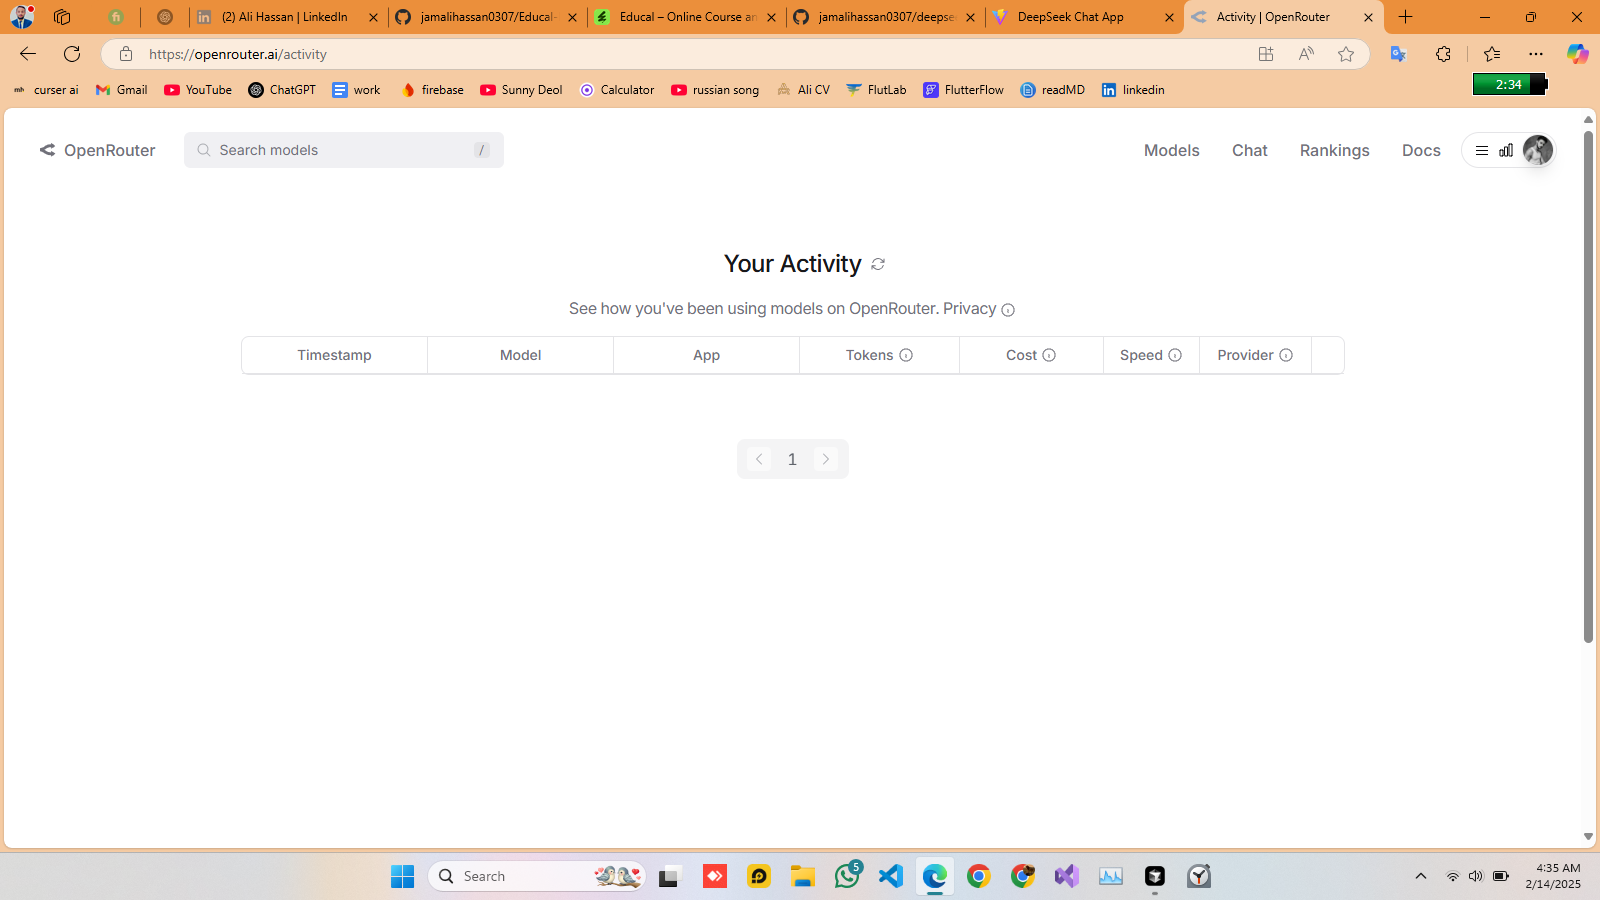 (2) Ali Hassan | LinkedIn
jamalihassan0307/Educal-
Educal – Online Course an
jamalihassan0307/deepse
DeepSeek Chat App
Activity | OpenRouter
https://openrouter.ai/activity
curser ai
Gmail
YouTube
ChatGPT
work
firebase
Sunny Deol
Calculator
russian song
Ali CV
FlutLab
FlutterFlow
readMD
linkedin
2:34
OpenRouter
Search models
/
Models
Chat
Rankings
Docs
Your Activity
See how you've been using models on OpenRouter. Privacy
Timestamp
Model
App
Tokens
Cost
Speed
Provider
1
Search
5
4:35 AM
2/14/2025